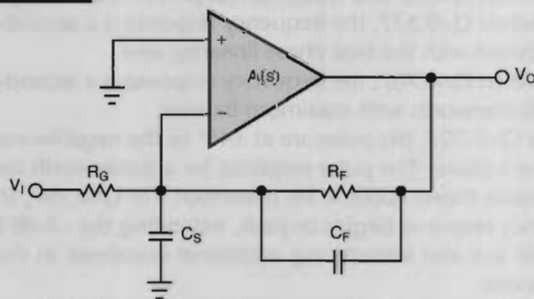 +
A(s)
−
V_O
V_I
R_G
R_F
C_S
C_F